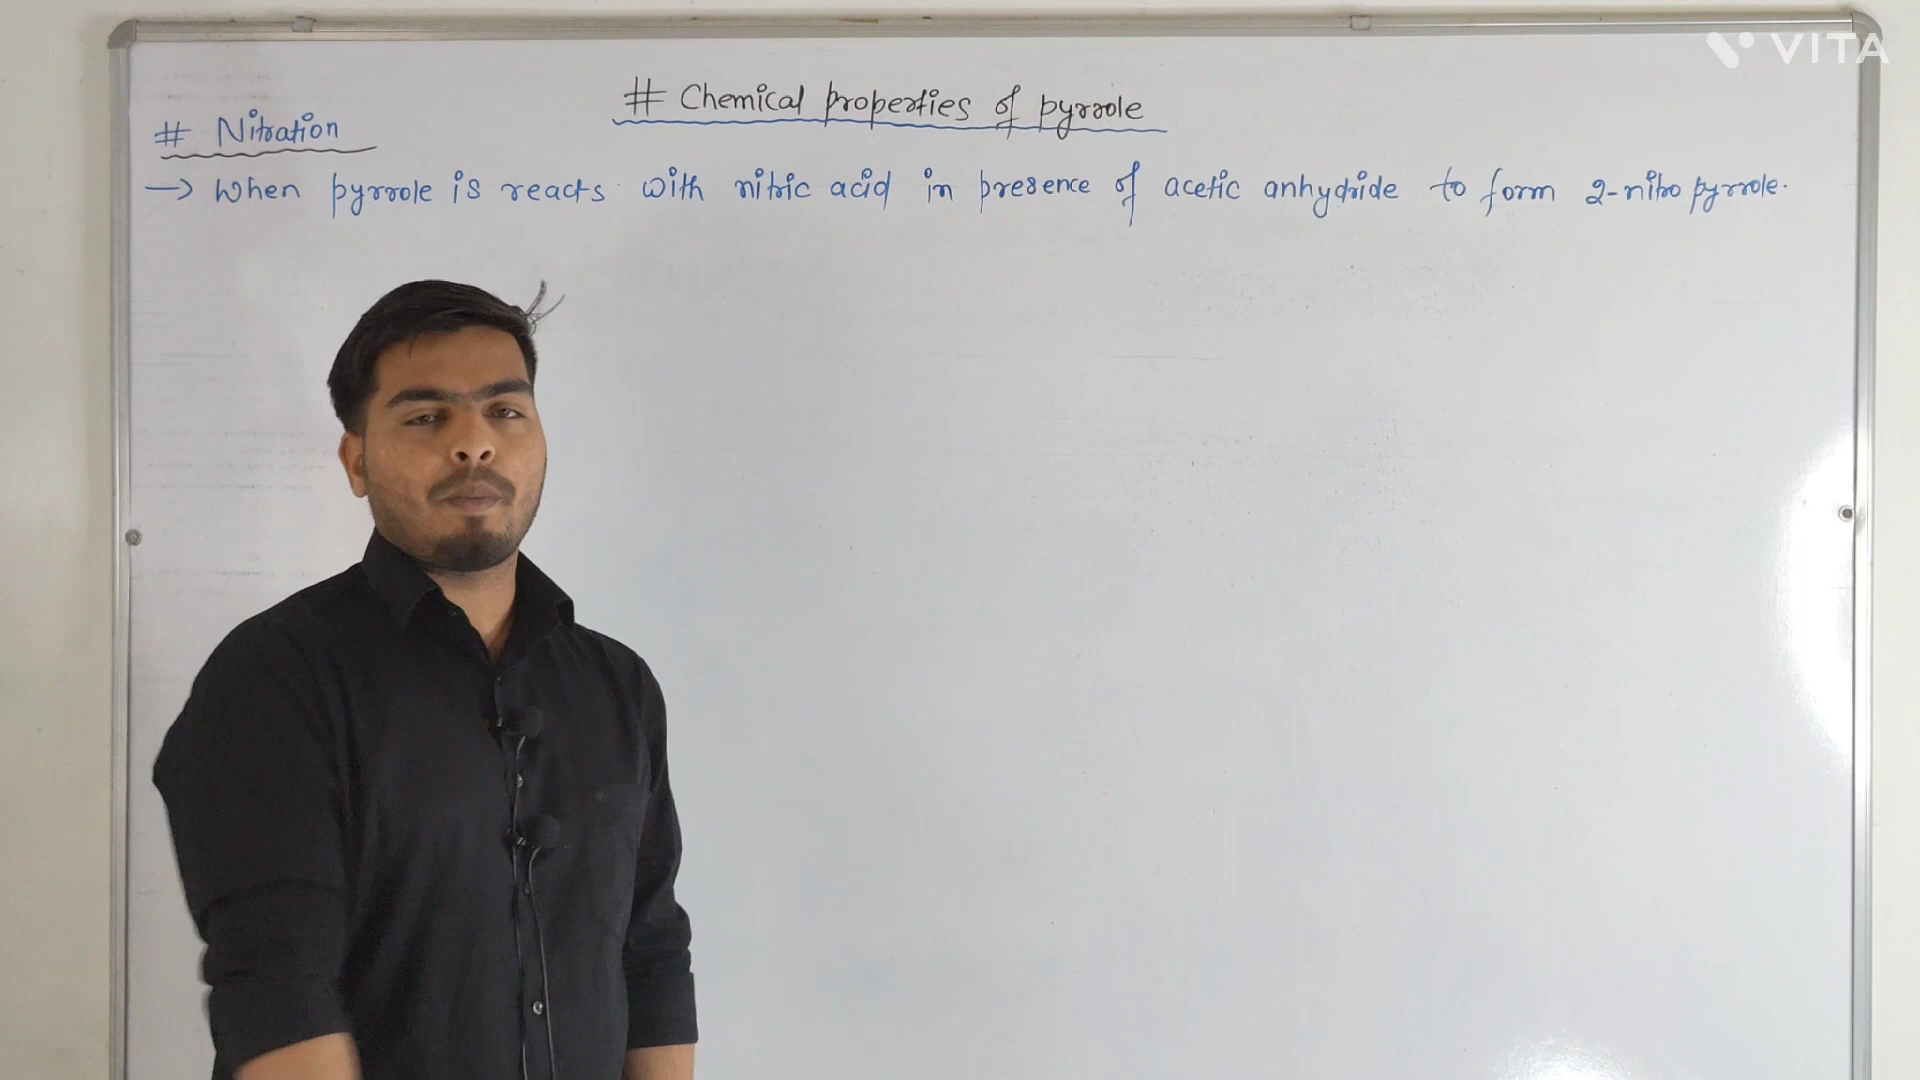 VITA
# Chemical properties of pyrrole
# Nitration
→ When pyrrole is reacts with nitric acid in presence of acetic anhydride to form 2-nitro pyrrole.